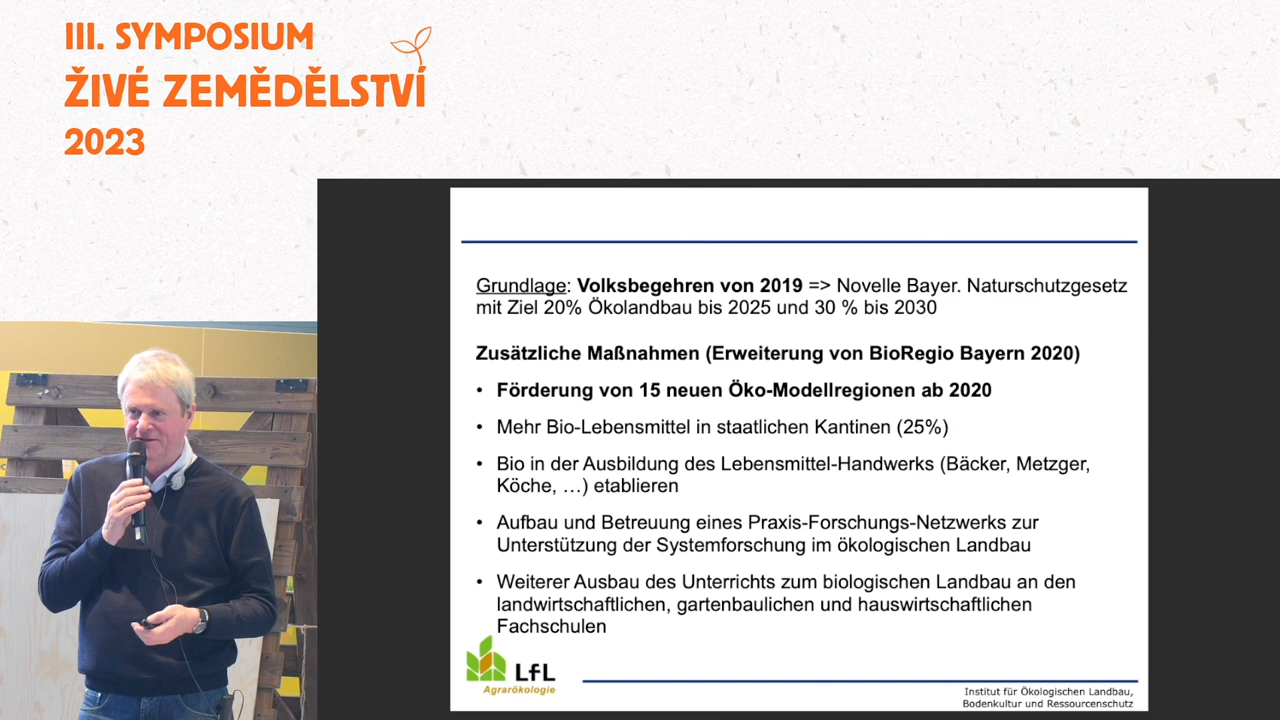 III. SYMPOSIUM
ŽIVÉ ZEMĚDĚLSTVÍ
2023
Grundlage: Volksbegehren von 2019 => Novelle Bayer. Naturschutzgesetz
mit Ziel 20% Ökolandbau bis 2025 und 30 % bis 2030
Zusätzliche Maßnahmen (Erweiterung von BioRegio Bayern 2020)
• Förderung von 15 neuen Öko-Modellregionen ab 2020
• Mehr Bio-Lebensmittel in staatlichen Kantinen (25%)
• Bio in der Ausbildung des Lebensmittel-Handwerks (Bäcker, Metzger,
Köche, …) etablieren
• Aufbau und Betreuung eines Praxis-Forschungs-Netzwerks zur
Unterstützung der Systemforschung im ökologischen Landbau
• Weiterer Ausbau des Unterrichts zum biologischen Landbau an den
landwirtschaftlichen, gartenbaulichen und hauswirtschaftlichen
Fachschulen
LfL
Agrarökologie
Institut für Ökologischen Landbau,
Bodenkultur und Ressourcenschutz